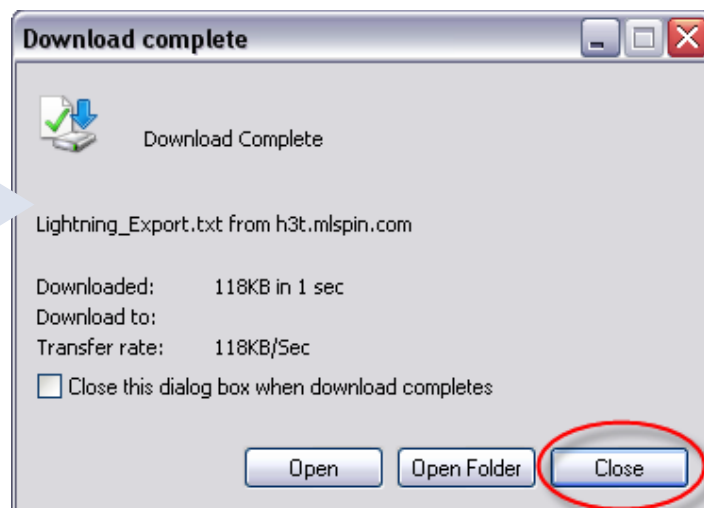 Download complete
Download Complete
Lightning_Export.txt from h3t.mlspin.com
Downloaded: 118KB in 1 sec
Download to:
Transfer rate: 118KB/Sec
Close this dialog box when download completes
Open Open Folder Close